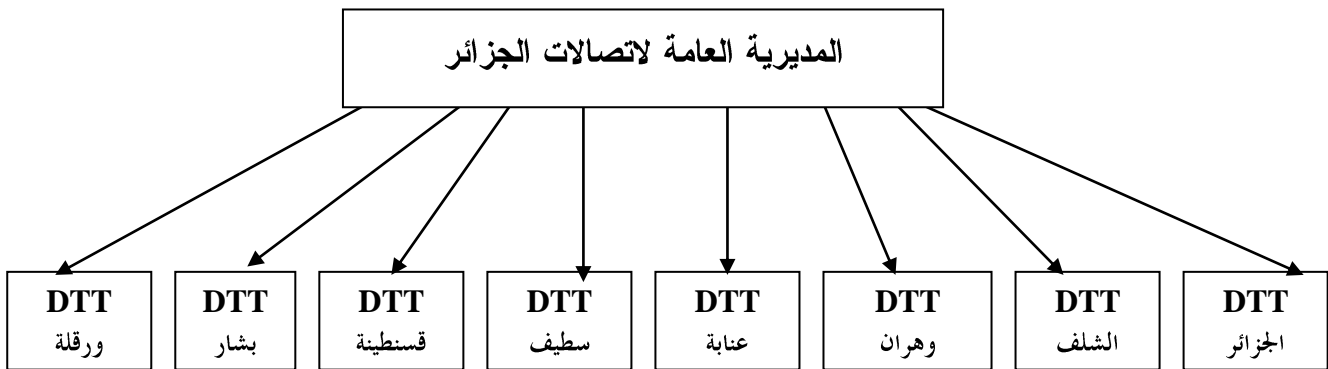 المديرية العامة لاتصالات الجزائر
DTT
الجزائر
DTT
الشلف
DTT
وهران
DTT
عنابة
DTT
سطيف
DTT
قسنطينة
DTT
بشار
DTT
ورقلة